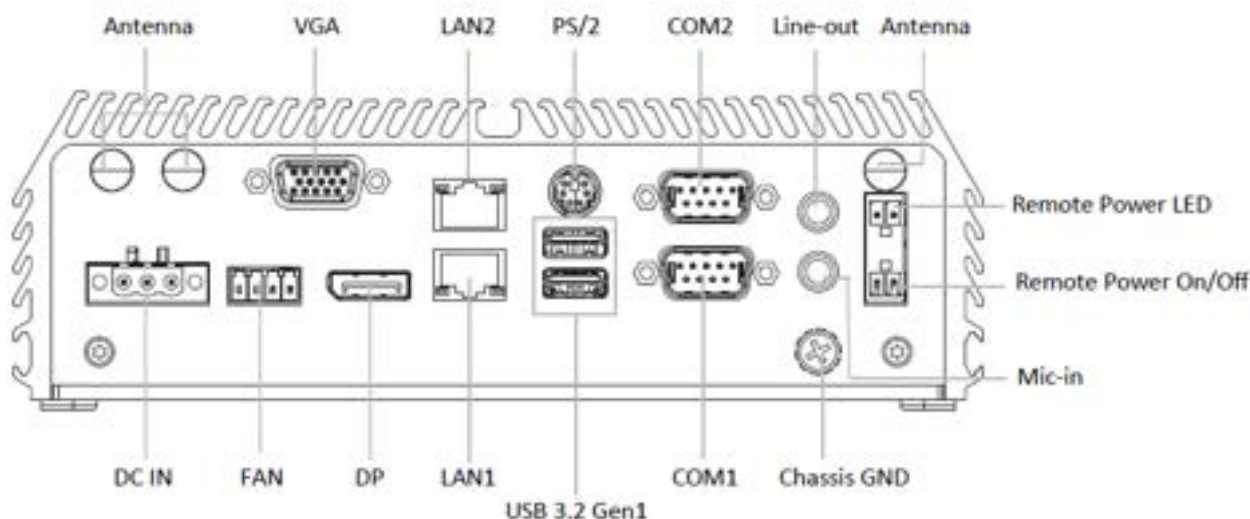 Antenna VGA LAN2 PS/2 COM2 Line-out Antenna
Remote Power LED
Remote Power On/Off
Mic-in
DC IN FAN DP LAN1 COM1 Chassis GND
USB 3.2 Gen1